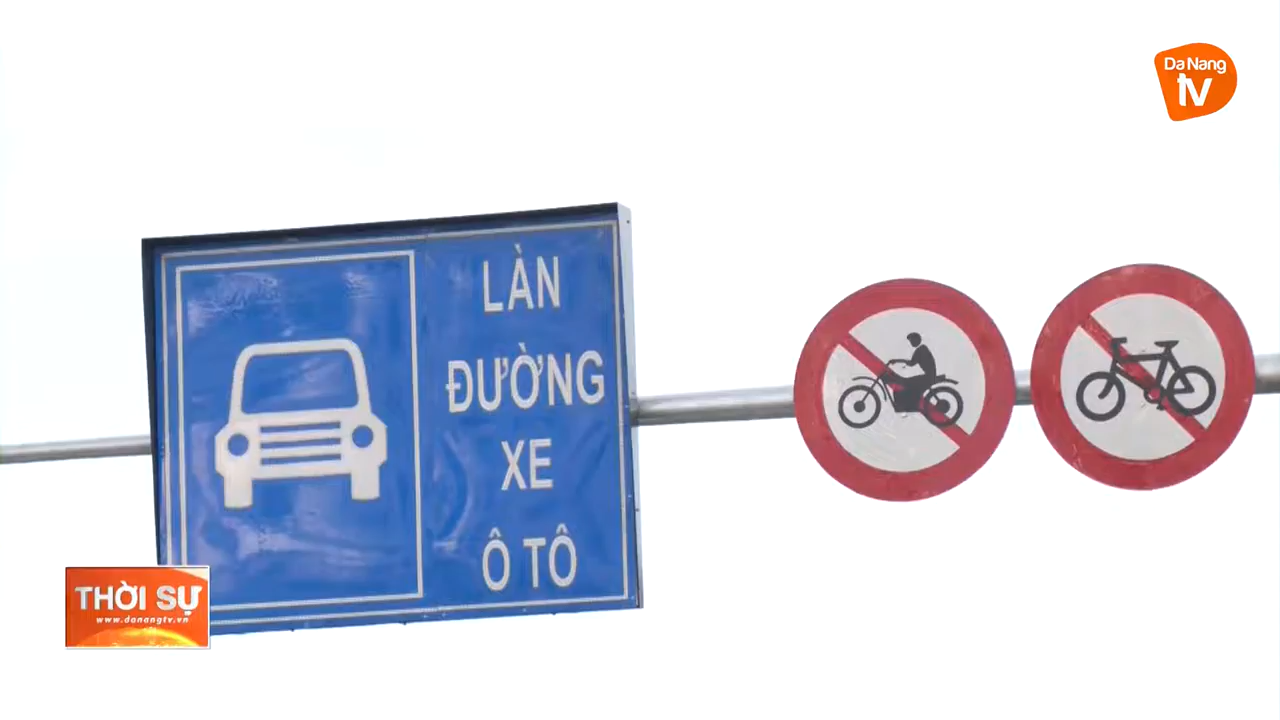 Da Nang
tv
LÀN
ĐƯỜNG
XE
Ô TÔ
THỜI SỰ
www.danangtv.vn